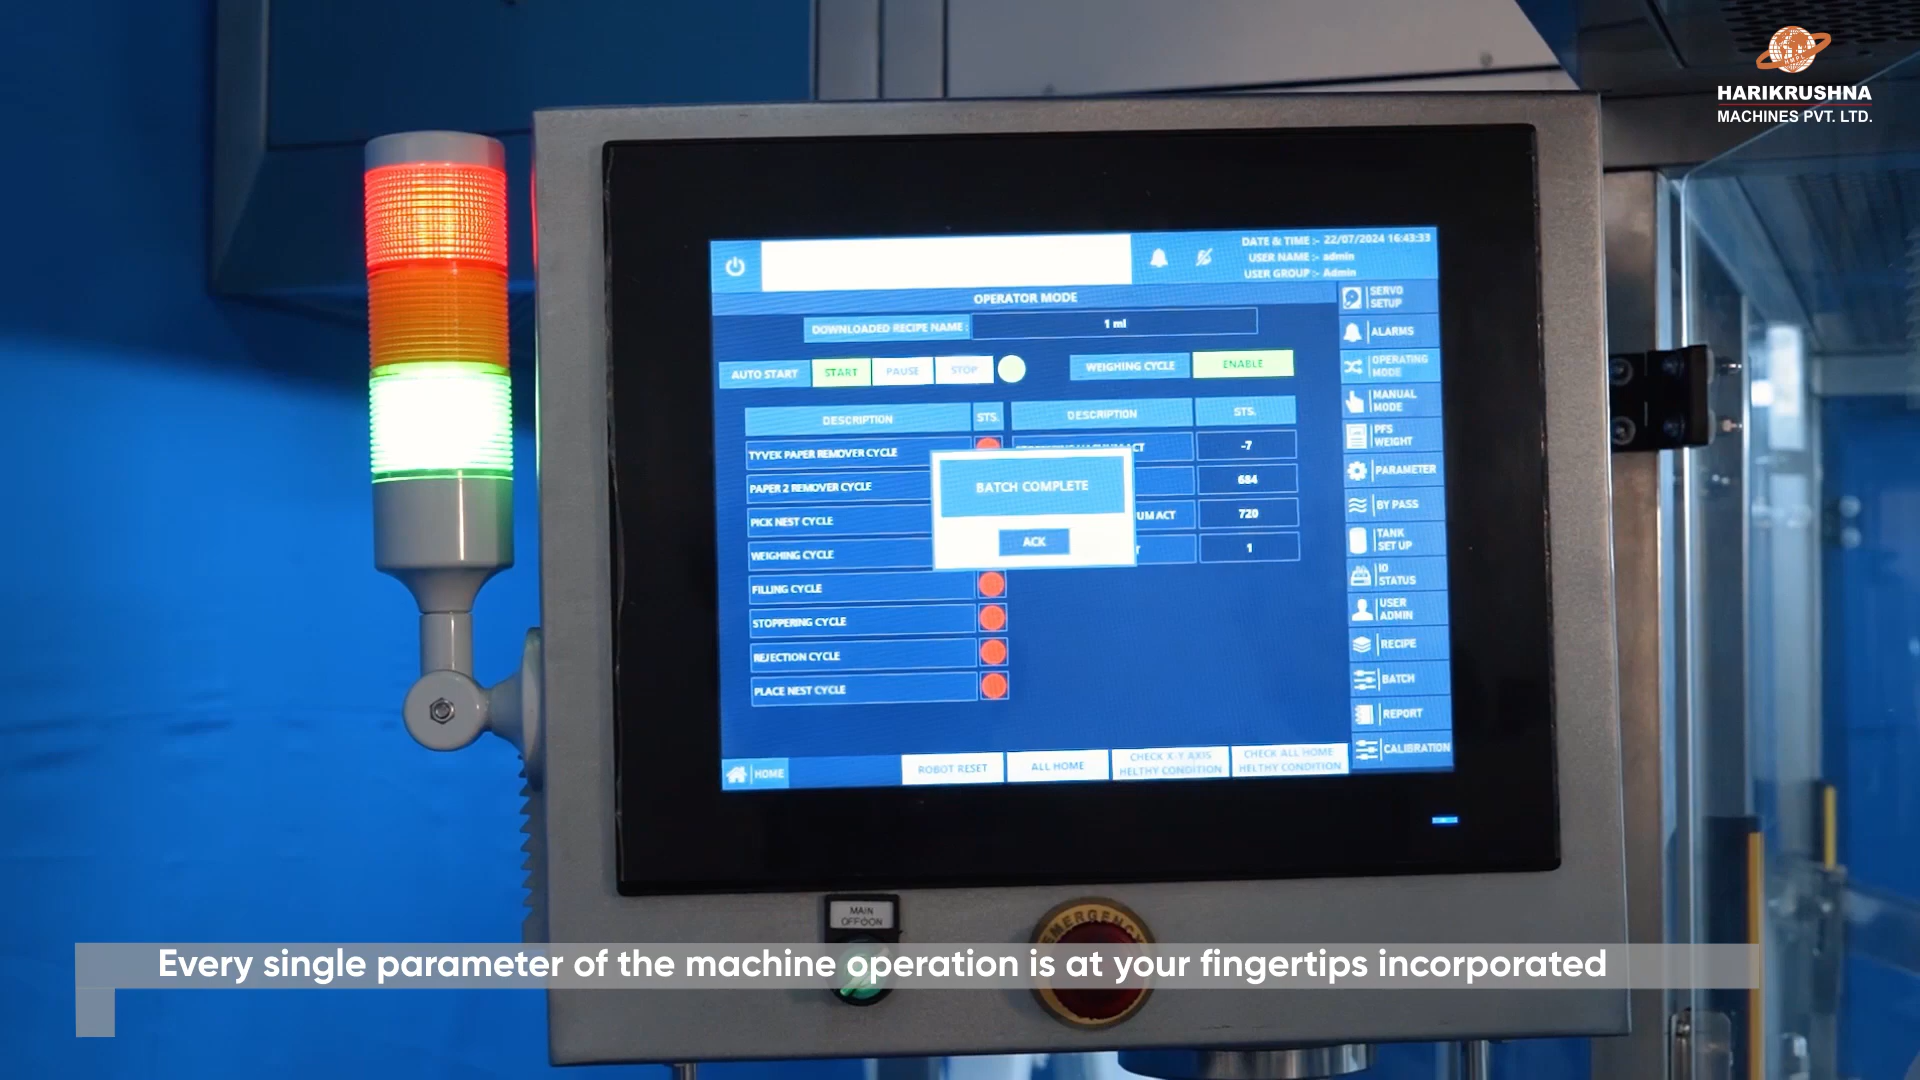 HARIKRUSHNA
MACHINES PVT. LTD.
DATE & TIME :- 22/07/2024 16:43:33
USER NAME :- admin
USER GROUP :- Admin
OPERATOR MODE
DOWNLOADED RECIPE NAME :
1 ml
AUTO START
START
PAUSE
STOP
WEIGHING CYCLE
ENABLE
DESCRIPTION
STS.
DESCRIPTION
STS.
TYVEK PAPER REMOVER CYCLE
ACT
-7
PAPER 2 REMOVER CYCLE
684
PICK NEST CYCLE
UM ACT
720
WEIGHING CYCLE
1
FILLING CYCLE
STOPPERING CYCLE
REJECTION CYCLE
PLACE NEST CYCLE
BATCH COMPLETE
ACK
SERVO
SETUP
ALARMS
OPERATING
MODE
MANUAL
MODE
PFS
WEIGHT
PARAMETER
BY PASS
TANK
SET UP
IO
STATUS
USER
ADMIN
RECIPE
BATCH
REPORT
CALIBRATION
HOME
ROBOT RESET
ALL HOME
CHECK X-Y AXIS
HELTHY CONDITION
CHECK ALL HOME
HELTHY CONDITION
MAIN
OFF ON
EMERGENCY
Every single parameter of the machine operation is at your fingertips incorporated